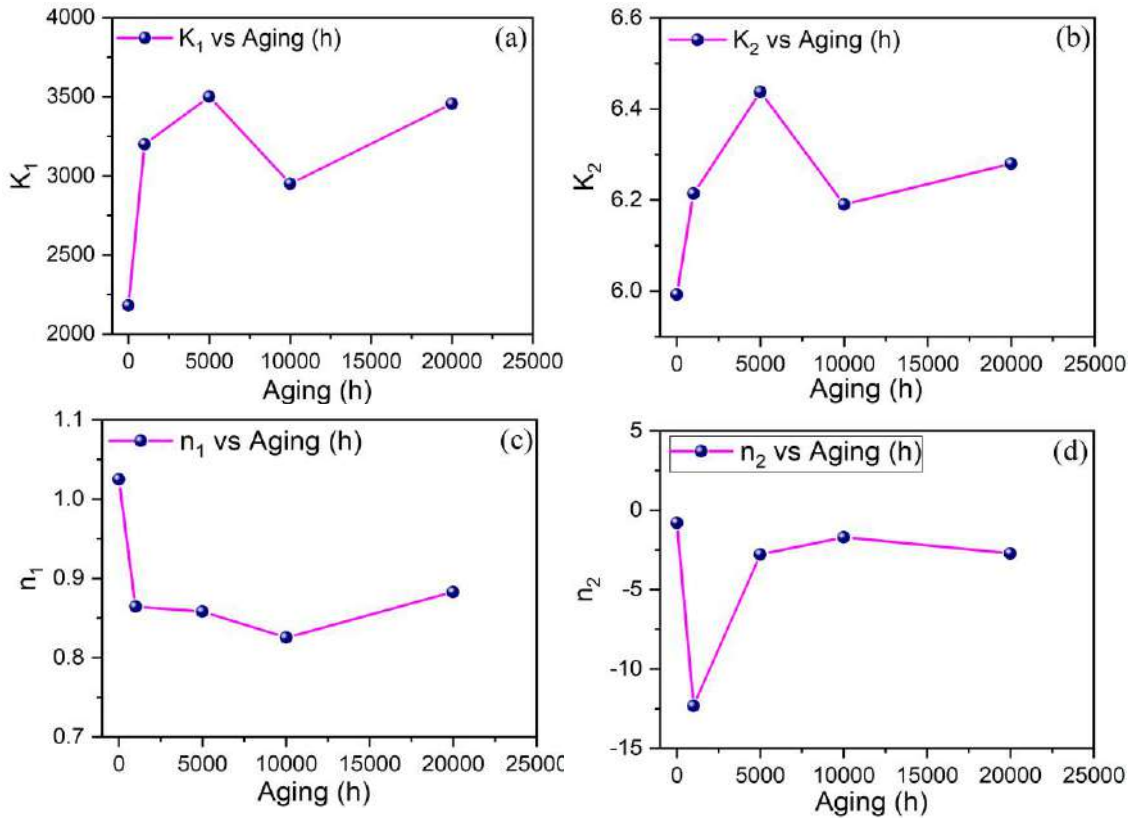 K₁ vs Aging (h)
(a)
4000
3500
3000
2500
2000
K₁
0 5000 10000 15000 20000 25000
Aging (h)
K₂ vs Aging (h)
(b)
6.6
6.4
6.2
6.0
K₂
0 5000 10000 15000 20000 25000
Aging (h)
n₁ vs Aging (h)
(c)
1.1
1.0
0.9
0.8
0.7
n₁
0 5000 10000 15000 20000 25000
Aging (h)
n₂ vs Aging (h)
(d)
5
0
-5
-10
-15
n₂
0 5000 10000 15000 20000 25000
Aging (h)